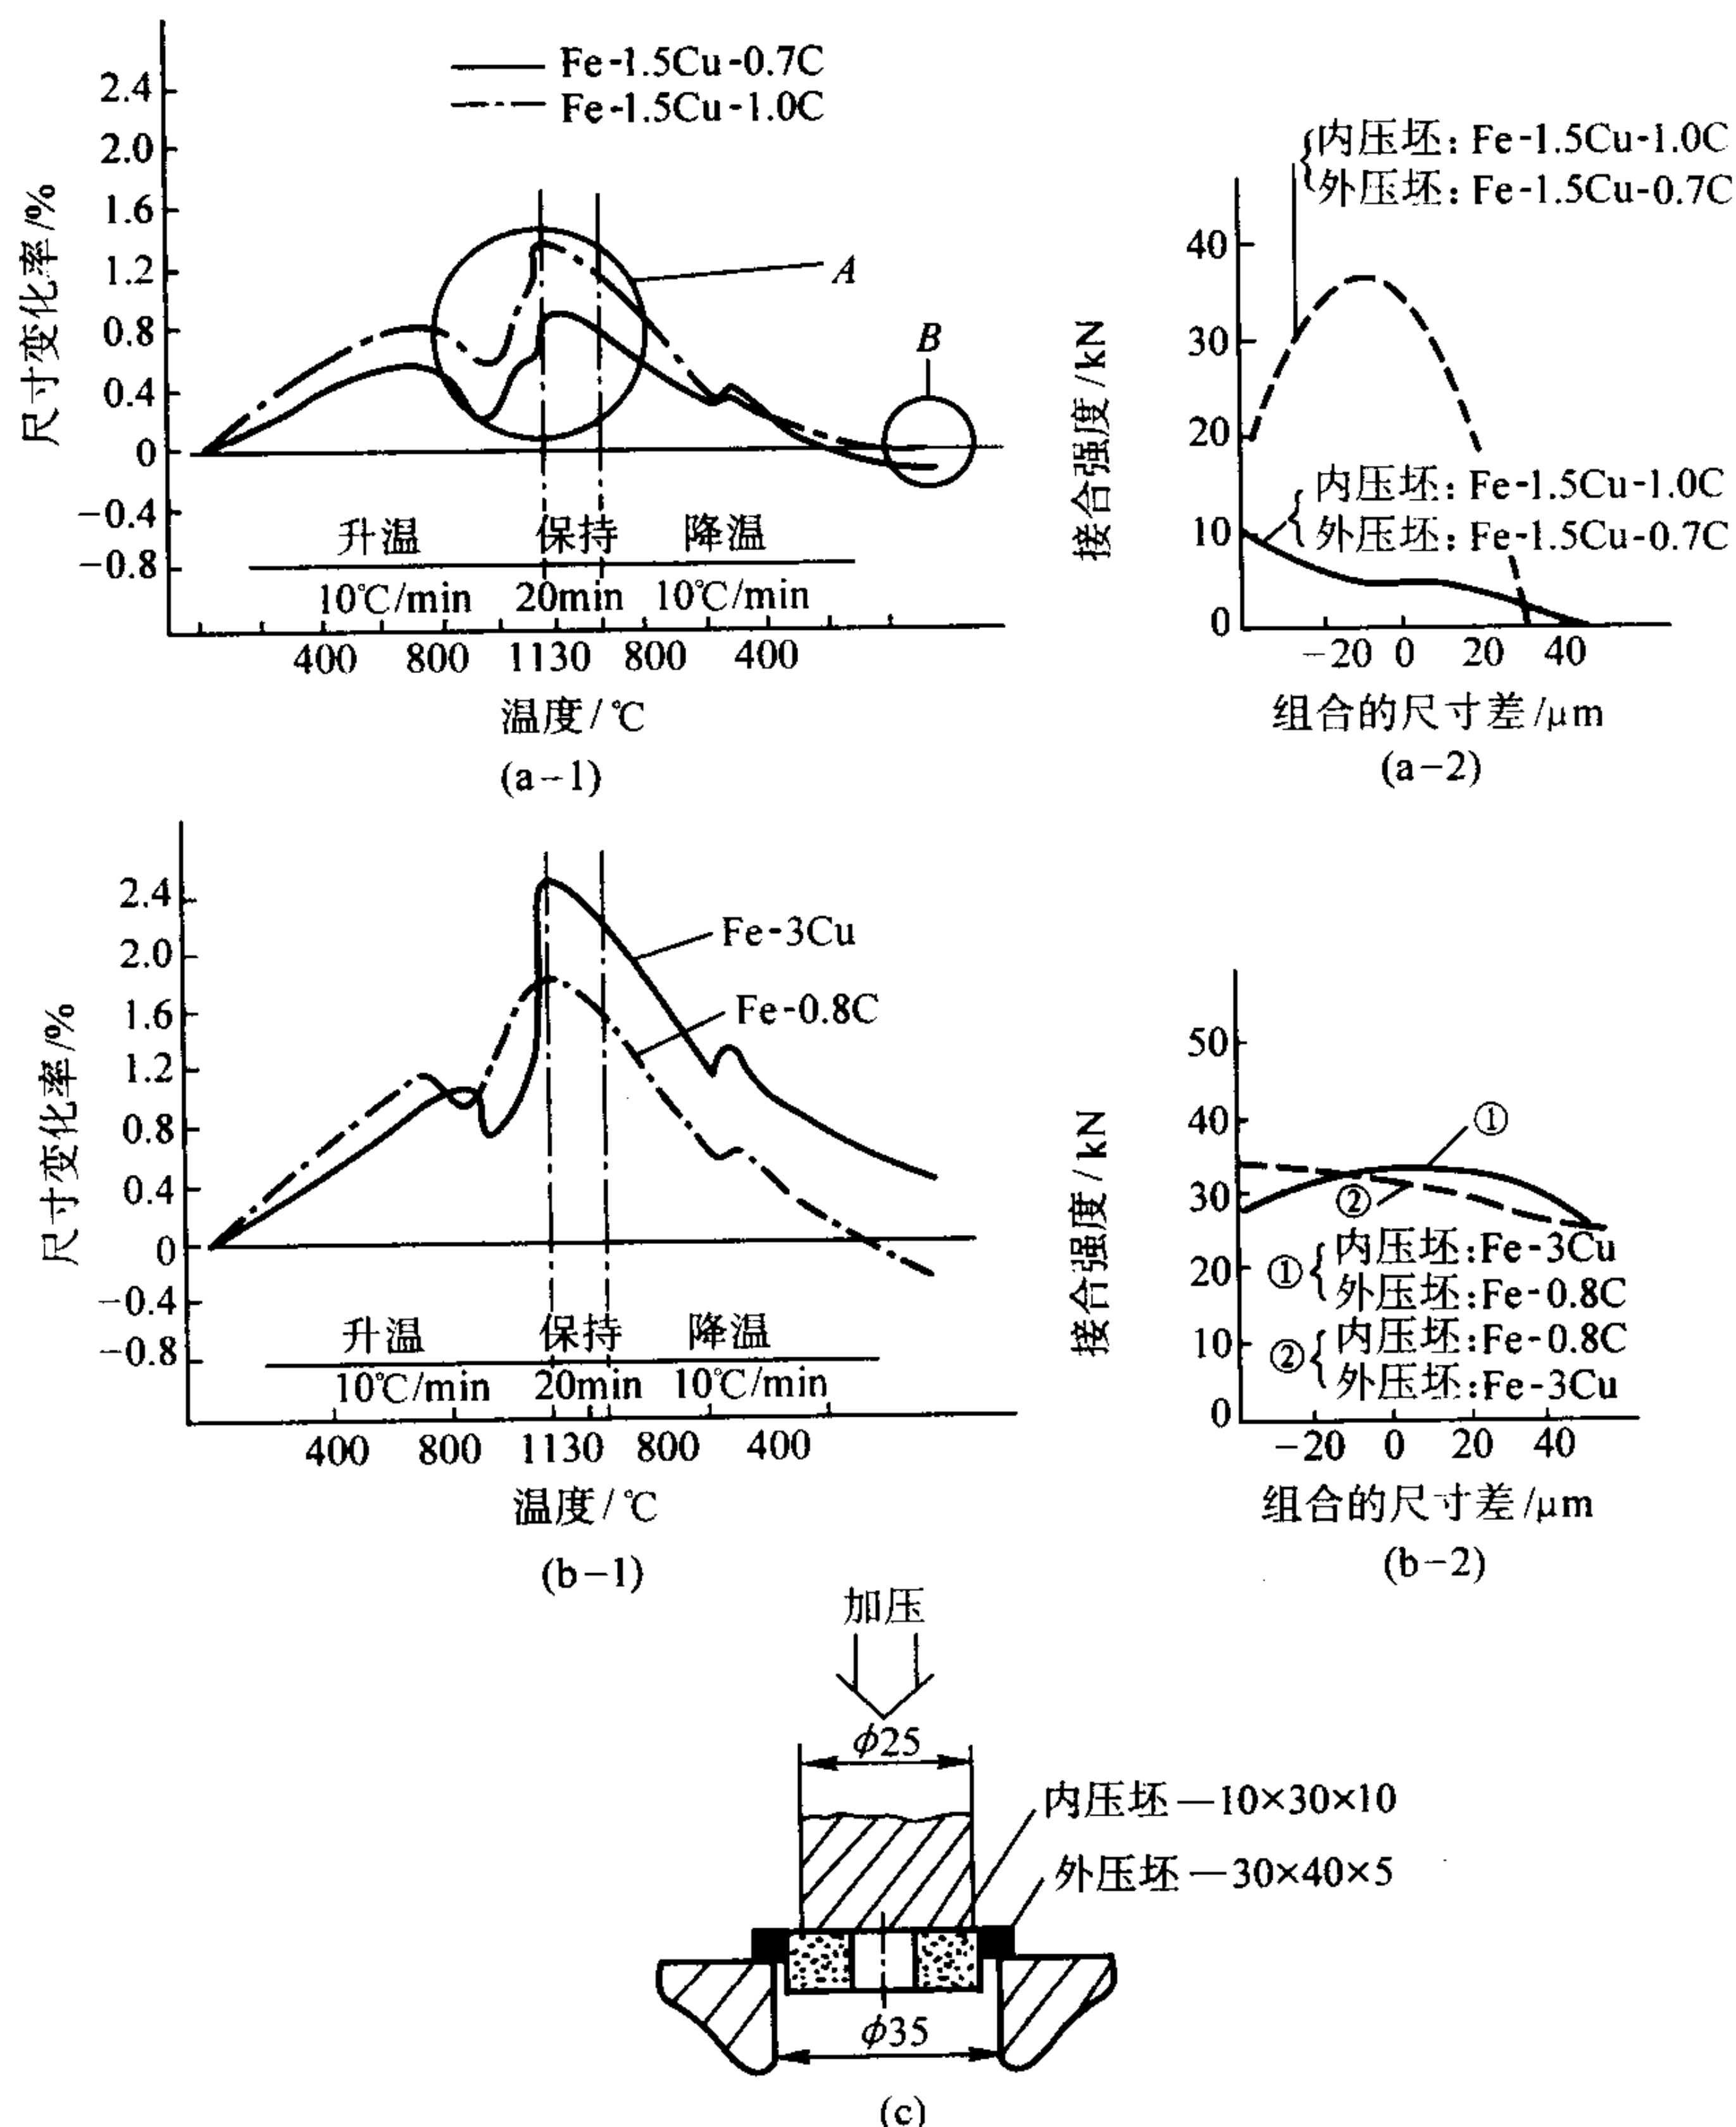 Fe-1.5Cu-0.7C
Fe-1.5Cu-1.0C
尺寸变化率/%
2.4
2.0
1.6
1.2
0.8
0.4
0
-0.4
-0.8
A
B
升温 保持 降温
10℃/min 20min 10℃/min
400 800 1130 800 400
温度/℃
(a-1)
内压坯：Fe-1.5Cu-1.0C
外压坯：Fe-1.5Cu-0.7C
接合强度/kN
40
30
20
10
0
内压坯：Fe-1.5Cu-1.0C
外压坯：Fe-1.5Cu-0.7C
-20 0 20 40
组合的尺寸差/μm
(a-2)
尺寸变化率/%
2.4
2.0
1.6
1.2
0.8
0.4
0
-0.4
-0.8
Fe-3Cu
Fe-0.8C
升温 保持 降温
10℃/min 20min 10℃/min
400 800 1130 800 400
温度/℃
(b-1)
接合强度/kN
50
40
30
20
10
0
①
②
① 内压坯:Fe-3Cu
外压坯:Fe-0.8C
② 内压坯:Fe-0.8C
外压坯:Fe-3Cu
-20 0 20 40
组合的尺寸差/μm
(b-2)
加压
ϕ25
内压坯—10×30×10
外压坯—30×40×5
ϕ35
(c)